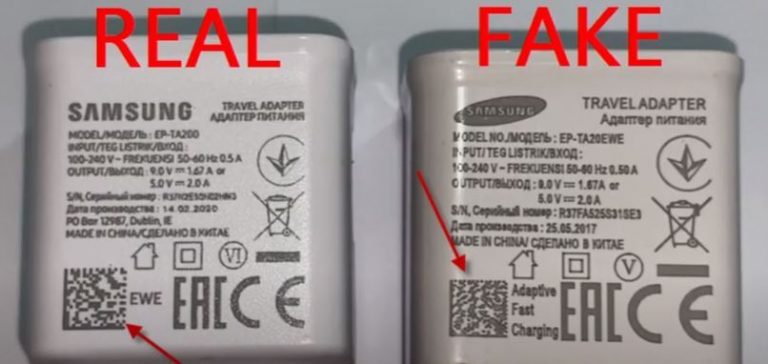 REAL
SAMSUNG
TRAVEL ADAPTER
АДАПТЕР ПИТАНИЯ
MODEL/МОДЕЛЬ : EP-TA200
INPUT/TEG LISTRIK/ВХОД :
100-240 V – FREKUENSI 50-60 Hz 0.5 A
OUTPUT/ВЫХОД : 9.0 V 1.67 A or
5.0 V 2.0 A
S/N, Серийный номер :
Дата производства : 14.02.2020
PO Box 12987, Dublin, IE
MADE IN CHINA/СДЕЛАНО В КИТАЕ
VI
EWE
EAC CE
FAKE
SAMSUNG
TRAVEL ADAPTER
Адаптер питания
MODEL NO./МОДЕЛЬ : EP-TA20EWE
INPUT/TEG LISTRIK/ВХОД :
100-240 V – FREKUENSI 50-60 Hz 0.50 A
OUTPUT/ВЫХОД : 9.0 V 1.67A or
5.0 V 2.0 A
S/N, Серийный номер : R37FA525S31SE3
Дата производства : 25.05.2017
MADE IN CHINA/ СДЕЛАНО В КИТАЕ
V
Adaptive
Fast
Charging
EAC CE